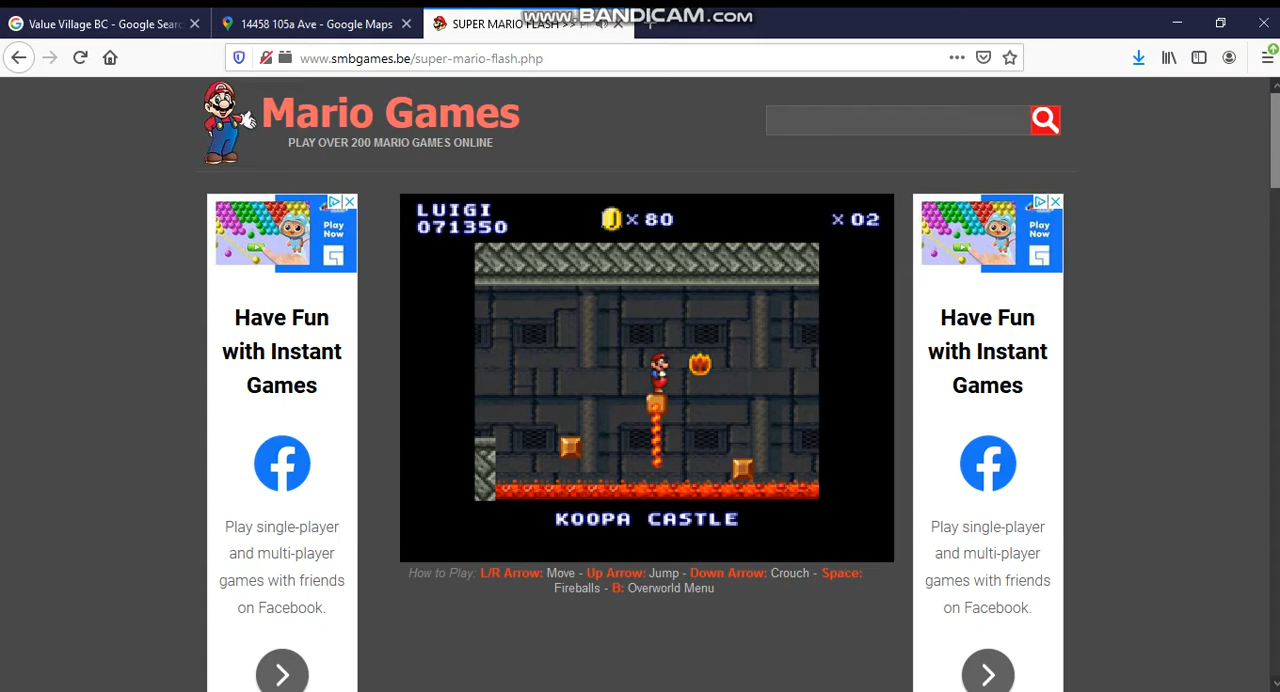 www.BANDICAM.com
Value Village BC - Google Sear
14458 105a Ave - Google Maps
SUPER MARIO FLASH >>
www.smbgames.be/super-mario-flash.php
Mario Games
PLAY OVER 200 MARIO GAMES ONLINE
Play
Now
Have Fun
with Instant
Games
Play single-player
and multi-player
games with friends
on Facebook.
LUIGI
071350
× 80
× 02
KOOPA CASTLE
How to Play: L/R Arrow: Move - Up Arrow: Jump - Down Arrow: Crouch - Space:
Fireballs - B: Overworld Menu
Play
Now
Have Fun
with Instant
Games
Play single-player
and multi-player
games with friends
on Facebook.